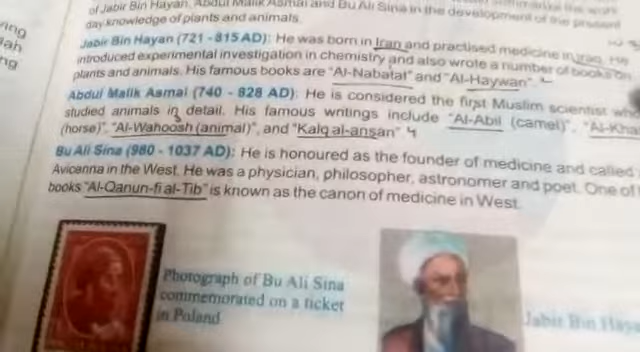 of Jabir Bin Hayan, Abdul Malik Asmai and Bu Ali Sina in the development of the present
day knowledge of plants and animals.
Jabir Bin Hayan (721 - 815 AD): He was born in Iran and practised medicine in Iraq. He
introduced experimental investigation in chemistry and also wrote a number of books on
plants and animals. His famous books are "Al-Nabatat" and "Al-Haywan".
Abdul Malik Asmai (740 - 828 AD): He is considered the first Muslim scientist who
studied animals in detail. His famous writings include "Al-Abil (camel)", "Al-Kha
(horse)", "Al-Wahoosh (animal)", and "Kalq al-ansan". 4
Bu Ali Sina (980 - 1037 AD): He is honoured as the founder of medicine and called
Avicenna in the West. He was a physician, philosopher, astronomer and poet. One of
books "Al-Qanun-fi al-Tib" is known as the canon of medicine in West.
Photograph of Bu Ali Sina
commemorated on a ticket
in Poland
Jabir Bin Haya